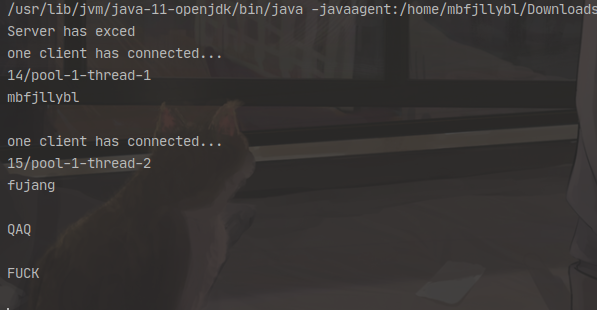 /usr/lib/jvm/java-11-openjdk/bin/java -javaagent:/home/mbfjllybl/Downloads
Server has exced
one client has connected...
14/pool-1-thread-1
mbfjllybl
one client has connected...
15/pool-1-thread-2
fujang
QAQ
FUCK